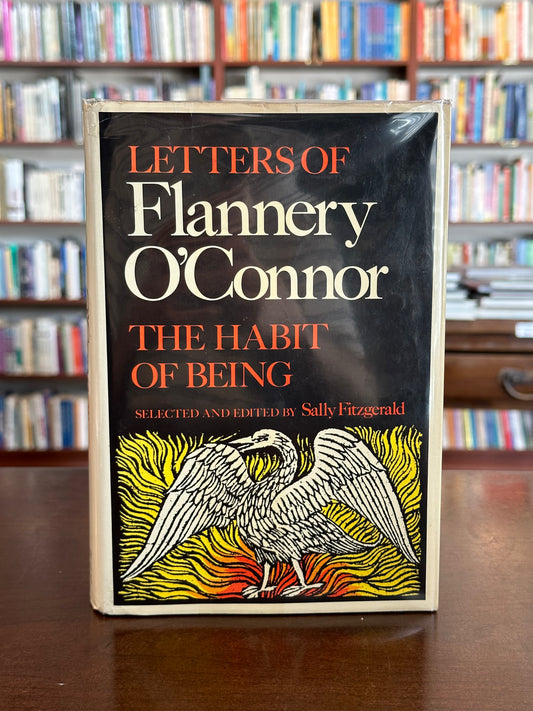 LETTERS OF
Flannery
O'Connor
THE HABIT
OF BEING
SELECTED AND EDITED BY Sally Fitzgerald